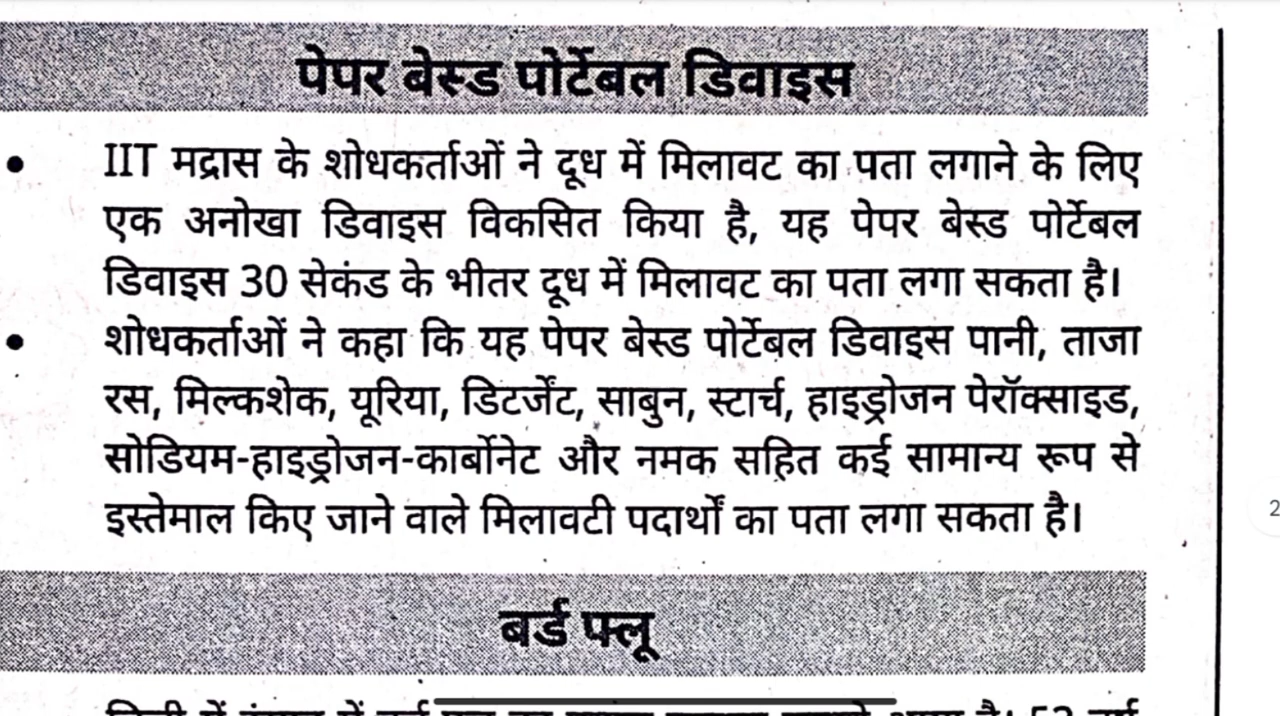 पेपर बेस्ड पोर्टेबल डिवाइस
• IIT मद्रास के शोधकर्ताओं ने दूध में मिलावट का पता लगाने के लिए
एक अनोखा डिवाइस विकसित किया है, यह पेपर बेस्ड पोर्टेबल
डिवाइस 30 सेकंड के भीतर दूध में मिलावट का पता लगा सकता है।
• शोधकर्ताओं ने कहा कि यह पेपर बेस्ड पोर्टेबल डिवाइस पानी, ताजा
रस, मिल्कशेक, यूरिया, डिटर्जेंट, साबुन, स्टार्च, हाइड्रोजन पेरॉक्साइड,
सोडियम-हाइड्रोजन-कार्बोनेट और नमक सहित कई सामान्य रूप से
इस्तेमाल किए जाने वाले मिलावटी पदार्थों का पता लगा सकता है।
2
बर्ड फ्लू